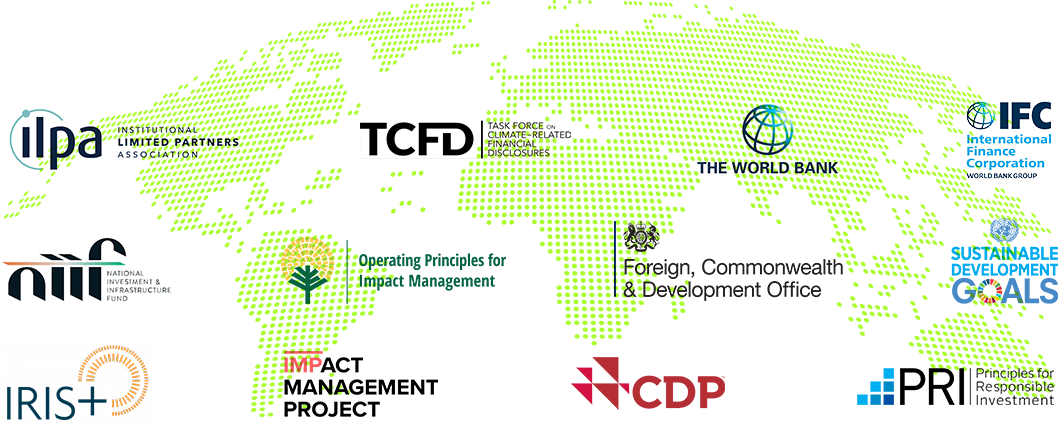 ilpa
INSTITUTIONAL
LIMITED PARTNERS
ASSOCIATION
TCFD
TASK FORCE ON
CLIMATE-RELATED
FINANCIAL
DISCLOSURES
THE WORLD BANK
IFC
International
Finance
Corporation
WORLD BANK GROUP
niif
NATIONAL
INVESTMENT &
INFRASTRUCTURE
FUND
Operating Principles for
Impact Management
Foreign, Commonwealth
& Development Office
SUSTAINABLE
DEVELOPMENT
GOALS
IRIS+
IMPACT
MANAGEMENT
PROJECT
CDP
PRI
Principles for
Responsible
Investment